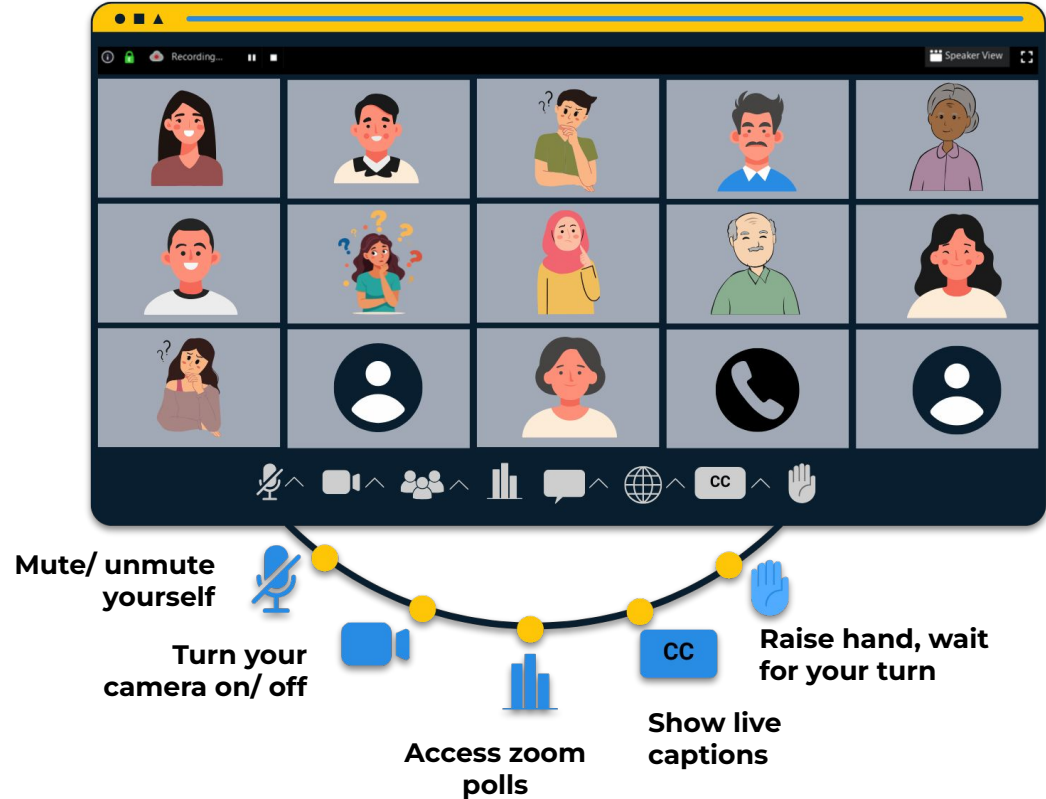 Recording...
Speaker View
??
?
?
?
?
?
??
CC
Mute/ unmute
yourself
Turn your
camera on/ off
Access zoom
polls
CC
Show live
captions
Raise hand, wait
for your turn